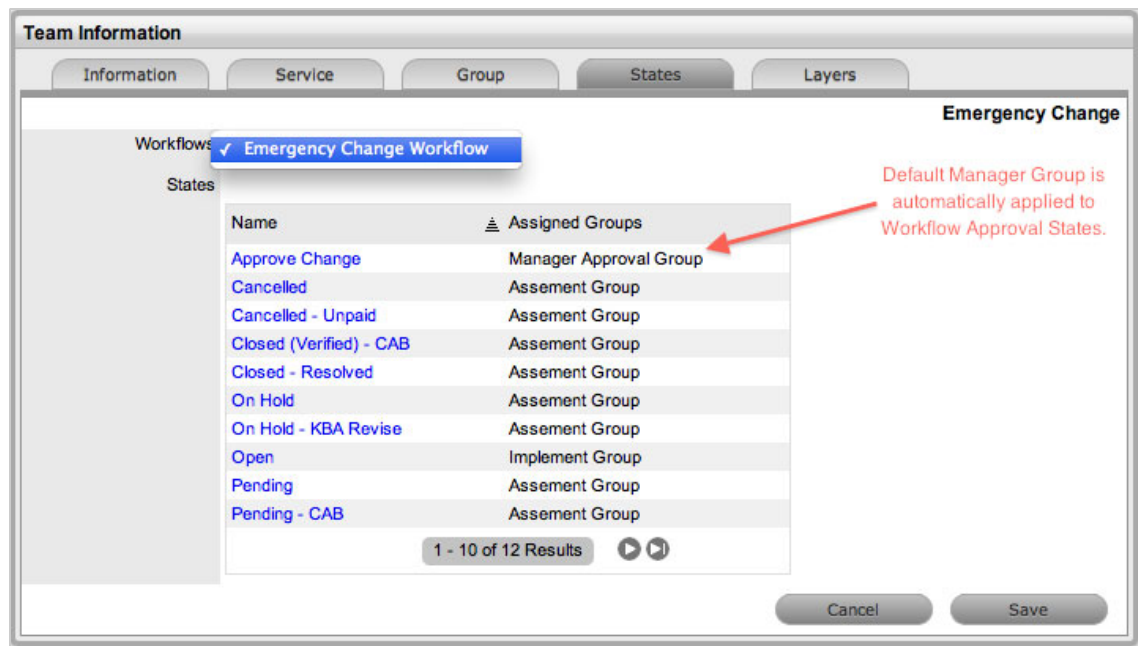 Team Information
Information Service Group States Layers
Emergency Change
Workflows ✓ Emergency Change Workflow
States
Default Manager Group is
automatically applied to
Workflow Approval States.
Name Assigned Groups
Approve Change Manager Approval Group
Cancelled Assement Group
Cancelled - Unpaid Assement Group
Closed (Verified) - CAB Assement Group
Closed - Resolved Assement Group
On Hold Assement Group
On Hold - KBA Revise Assement Group
Open Implement Group
Pending Assement Group
Pending - CAB Assement Group
1 - 10 of 12 Results
Cancel Save